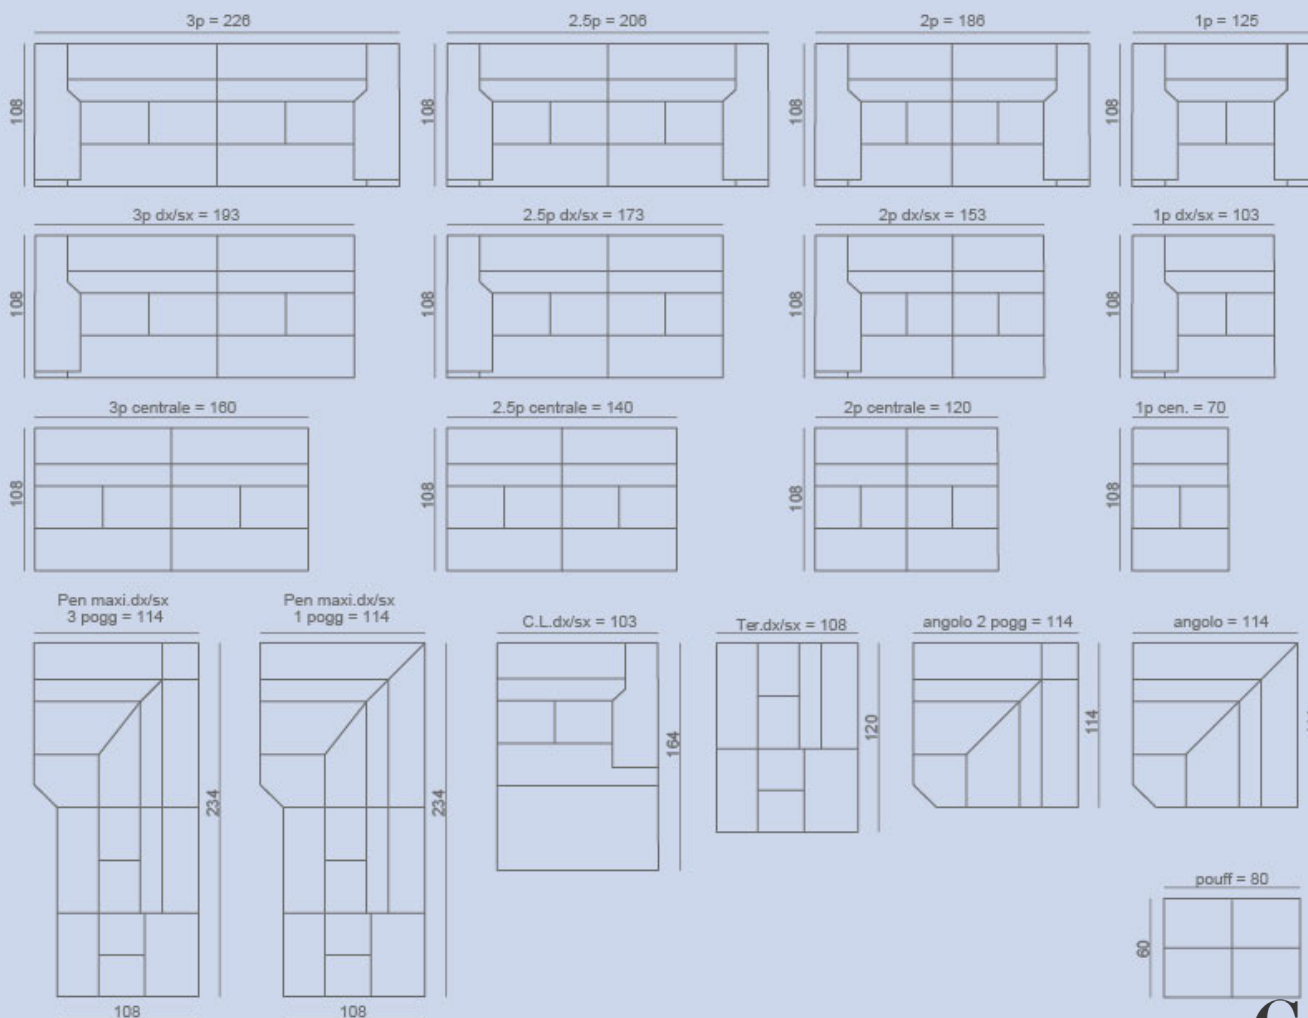 3p = 226
2.5p = 206
2p = 186
1p = 125
108
108
108
108
3p dx/sx = 193
2.5p dx/sx = 173
2p dx/sx = 153
1p dx/sx = 103
108
108
108
108
3p centrale = 160
2.5p centrale = 140
2p centrale = 120
1p cen. = 70
108
108
108
108
Pen maxi.dx/sx
3 pogg = 114
Pen maxi.dx/sx
1 pogg = 114
C.L.dx/sx = 103
Ter.dx/sx = 108
angolo 2 pogg = 114
angolo = 114
234
234
164
120
114
pouff = 80
60
108
108